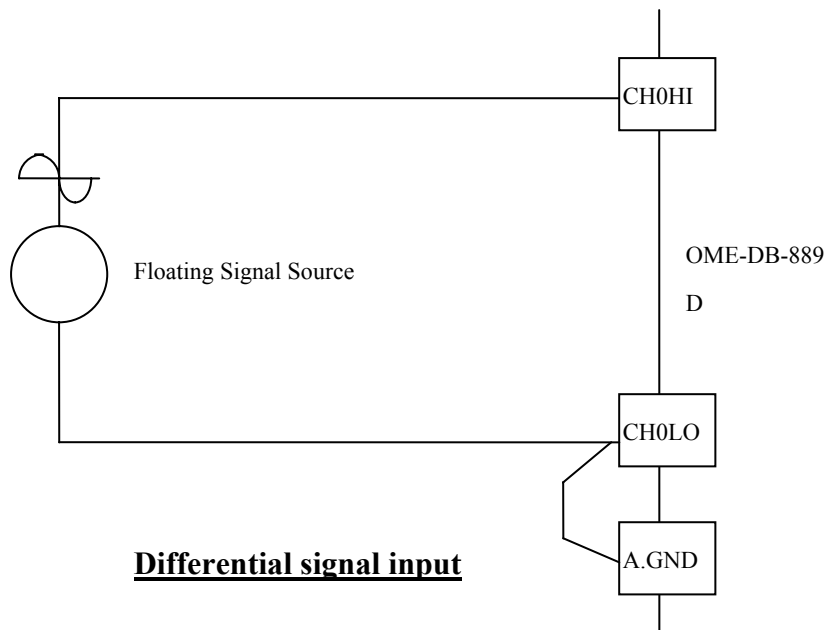 CH0HI
OME-DB-889
Floating Signal Source
D
CH0LO
Differential signal input
A.GND